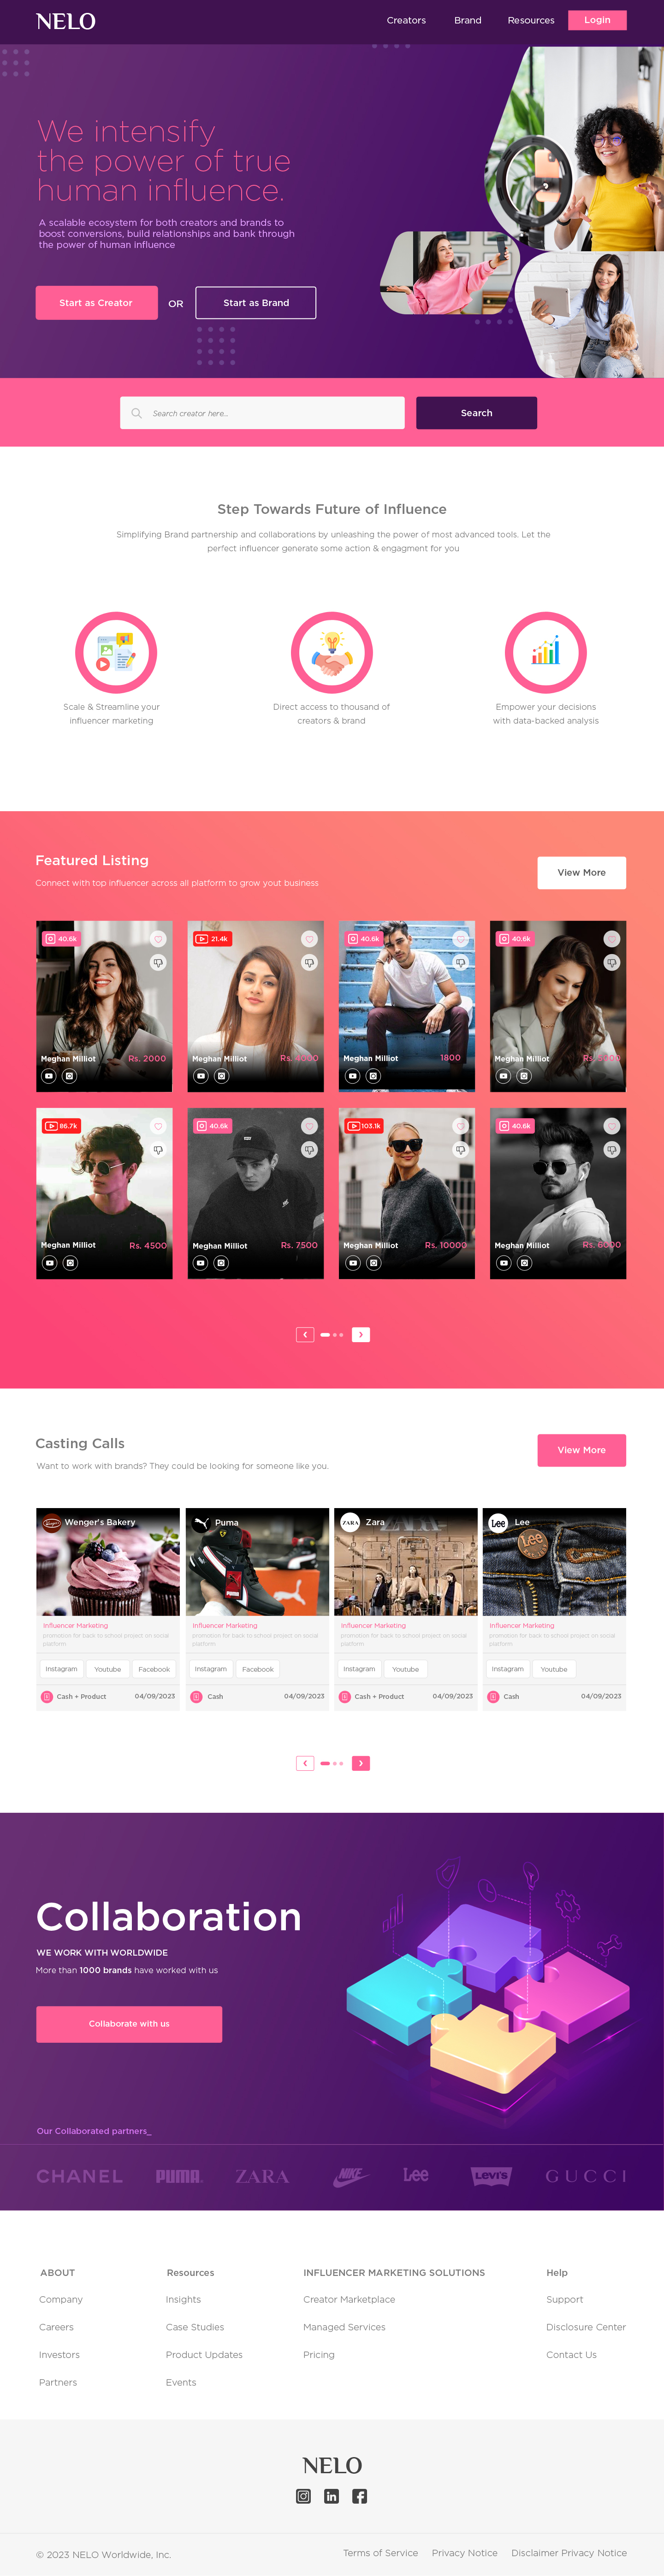 NELO
Creators Brand Resources Login
We intensify
the power of true
human influence.
A scalable ecosystem for both creators and brands to
boost conversions, build relationships and bank through
the power of human influence
Start as Creator OR Start as Brand
Search creator here... Search
Step Towards Future of Influence
Simplifying Brand partnership and collaborations by unleashing the power of most advanced tools. Let the
perfect influencer generate some action & engagment for you
Scale & Streamline your
influencer marketing
Direct access to thousand of
creators & brand
Empower your decisions
with data-backed analysis
Featured Listing
Connect with top influencer across all platform to grow yout business
View More
40.6k 21.4k 40.6k 40.6k
Meghan Milliot Rs. 2000 Meghan Milliot Rs. Meghan Milliot 1800 Meghan Milliot Rs.
86.7k 40.6k 103.1k 40.6k
Meghan Milliot Rs. 4500 Meghan Milliot Rs. 7500 Meghan Milliot Rs. 10000 Meghan Milliot Rs. 6000
Casting Calls
Want to work with brands? They could be looking for someone like you.
View More
Wenger's Bakery Puma ZARA Zara Lee Lee
ZARA
Lee
Influencer Marketing Influencer Marketing Influencer Marketing Influencer Marketing
promotion for back to school project on social promotion for back to school project on social promotion for back to school project on social promotion for back to school project on social
platform platform platform platform
Instagram Youtube Facebook Instagram Facebook Instagram Youtube Instagram Youtube
Cash + Product 04/09/2023 Cash 04/09/2023 Cash + Product 04/09/2023 Cash 04/09/2023
Collaboration
WE WORK WITH WORLDWIDE
More than 1000 brands have worked with us
Collaborate with us
Our Collaborated partners_
CHANEL PUMA ZARA NIKE Lee LEVI'S GUCCI
ABOUT
Company
Careers
Investors
Partners
Resources
Insights
Case Studies
Product Updates
Events
INFLUENCER MARKETING SOLUTIONS
Creator Marketplace
Managed Services
Pricing
Help
Support
Disclosure Center
Contact Us
NELO
© 2023 NELO Worldwide, Inc. Terms of Service Privacy Notice Disclaimer Privacy Notice